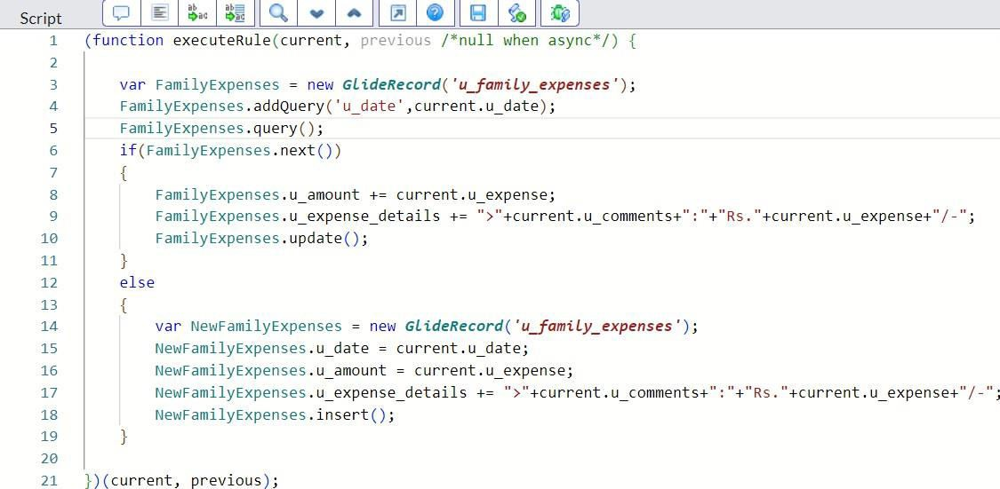 Script
1 (function executeRule(current, previous /*null when async*/) {
2
3 var FamilyExpenses = new GlideRecord('u_family_expenses');
4 FamilyExpenses.addQuery('u_date',current.u_date);
5 FamilyExpenses.query();
6 if(FamilyExpenses.next())
7 {
8 FamilyExpenses.u_amount += current.u_expense;
9 FamilyExpenses.u_expense_details += ">"+current.u_comments+":"+"Rs."+current.u_expense+"/-";
10 FamilyExpenses.update();
11 }
12 else
13 {
14 var NewFamilyExpenses = new GlideRecord('u_family_expenses');
15 NewFamilyExpenses.u_date = current.u_date;
16 NewFamilyExpenses.u_amount = current.u_expense;
17 NewFamilyExpenses.u_expense_details += ">"+current.u_comments+":"+"Rs."+current.u_expense+"/-";
18 NewFamilyExpenses.insert();
19 }
20
21 })(current, previous);